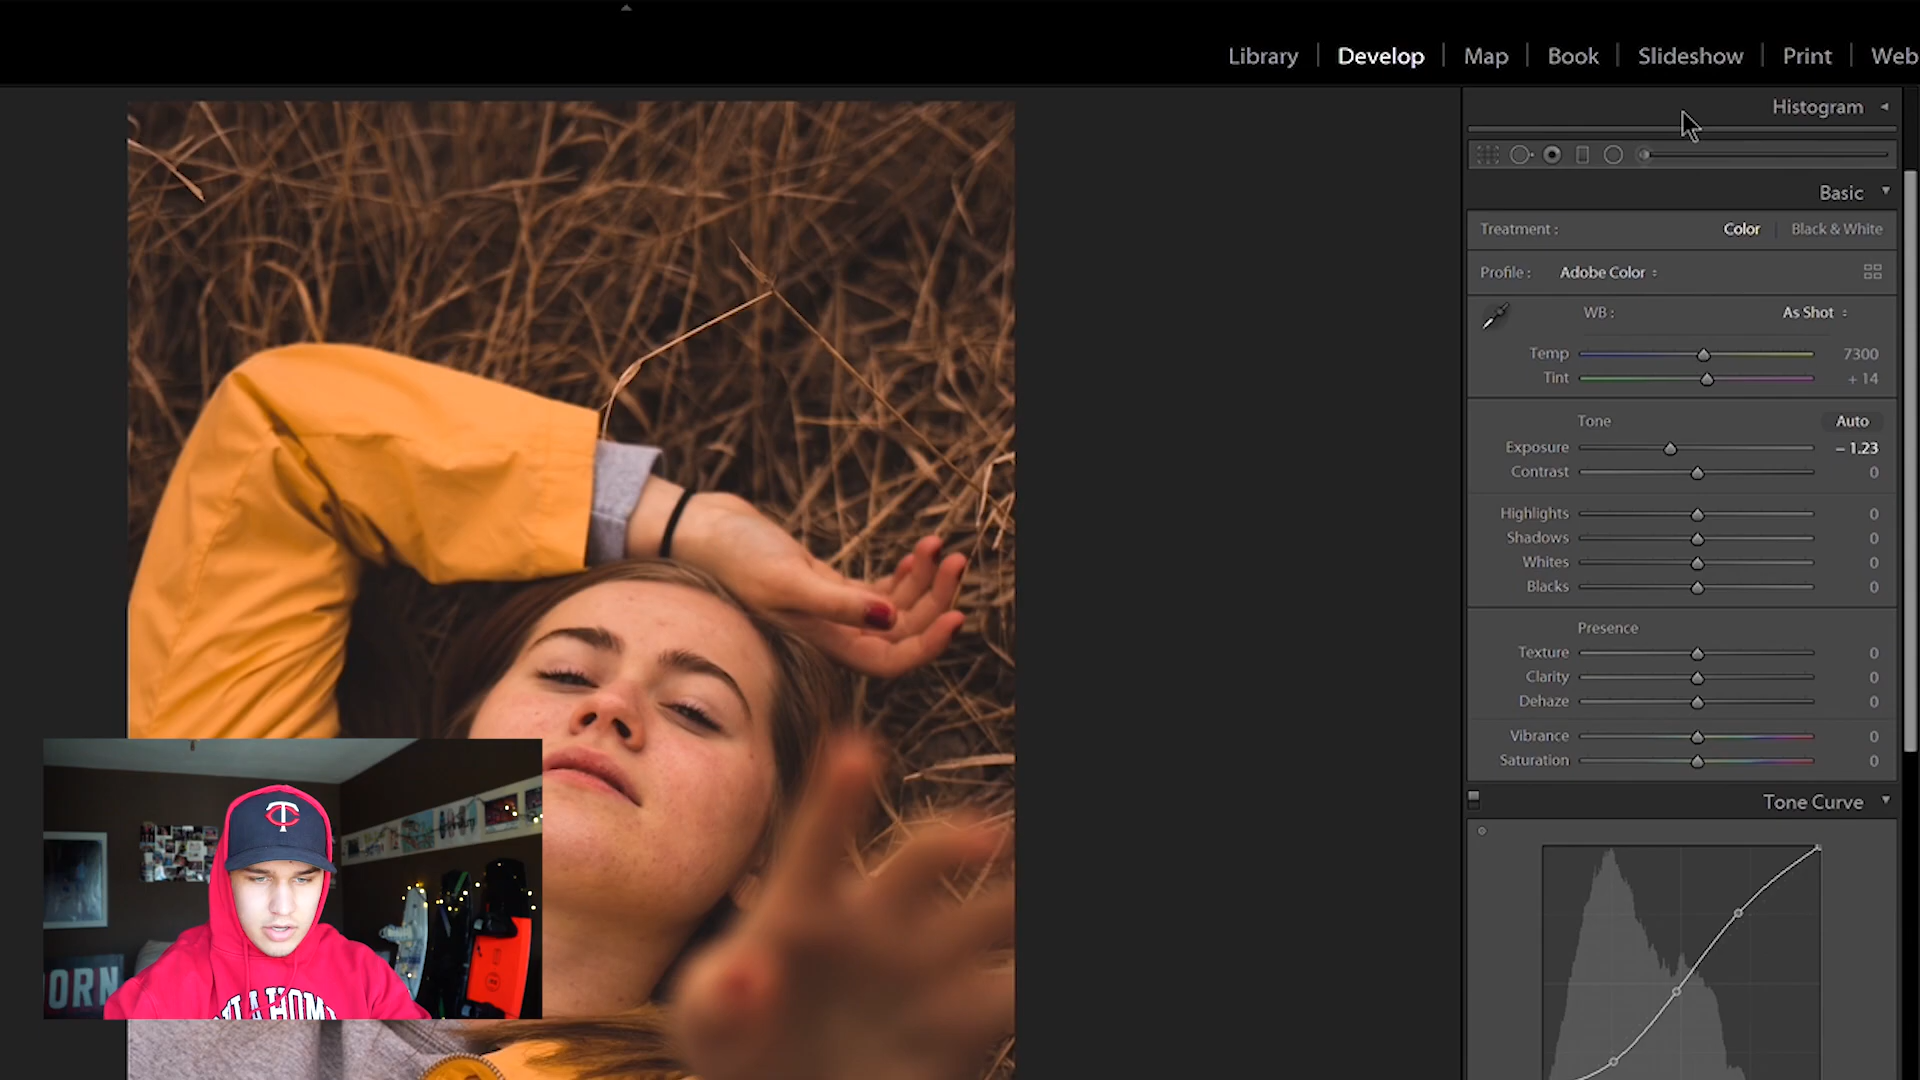 Library | Develop | Map | Book | Slideshow | Print | Web
Histogram
Basic
Treatment : Color | Black & White
Profile : Adobe Color
WB : As Shot
Temp 7300
Tint + 14
Tone Auto
Exposure – 1.23
Contrast 0
Highlights 0
Shadows 0
Whites 0
Blacks 0
Presence
Texture 0
Clarity 0
Dehaze 0
Vibrance 0
Saturation 0
Tone Curve
TC
ORN